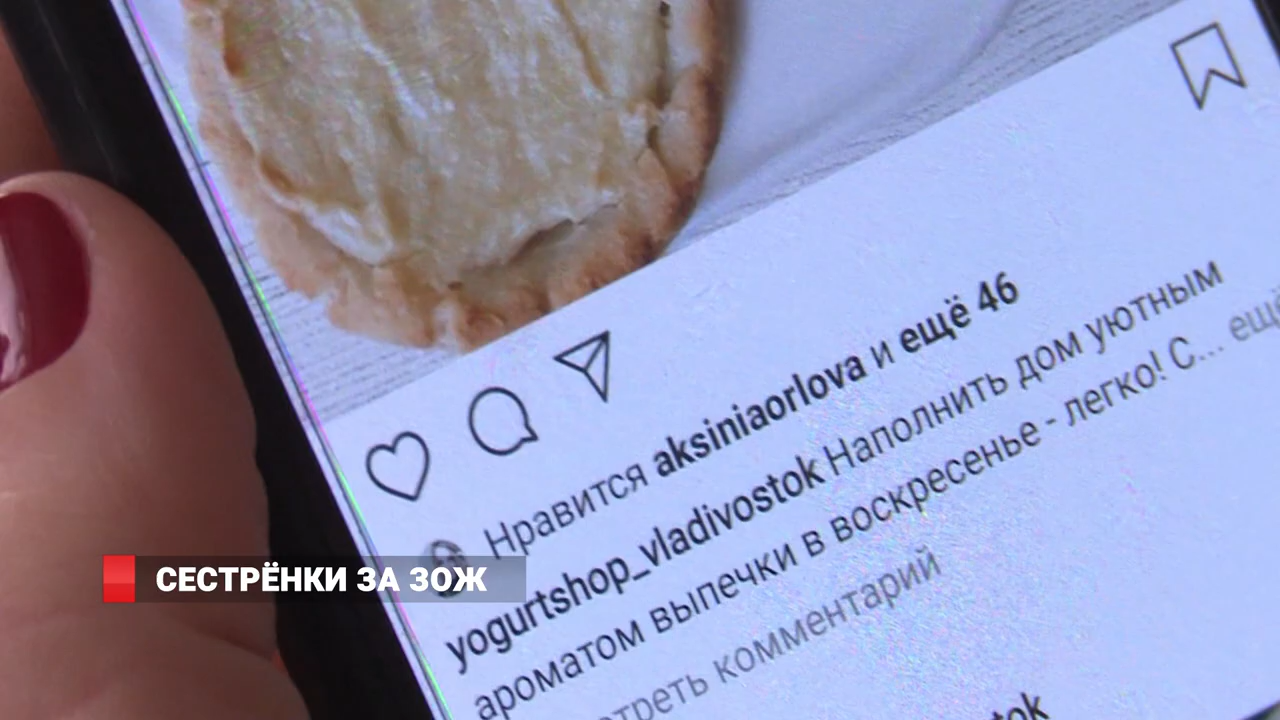 Нравится aksiniaorlova и ещё 46
yogurtshop_vladivostok Наполнить дом уютным
ароматом выпечки в воскресенье - легко! С... ещё
комментарий
СЕСТРЁНКИ ЗА ЗОЖ